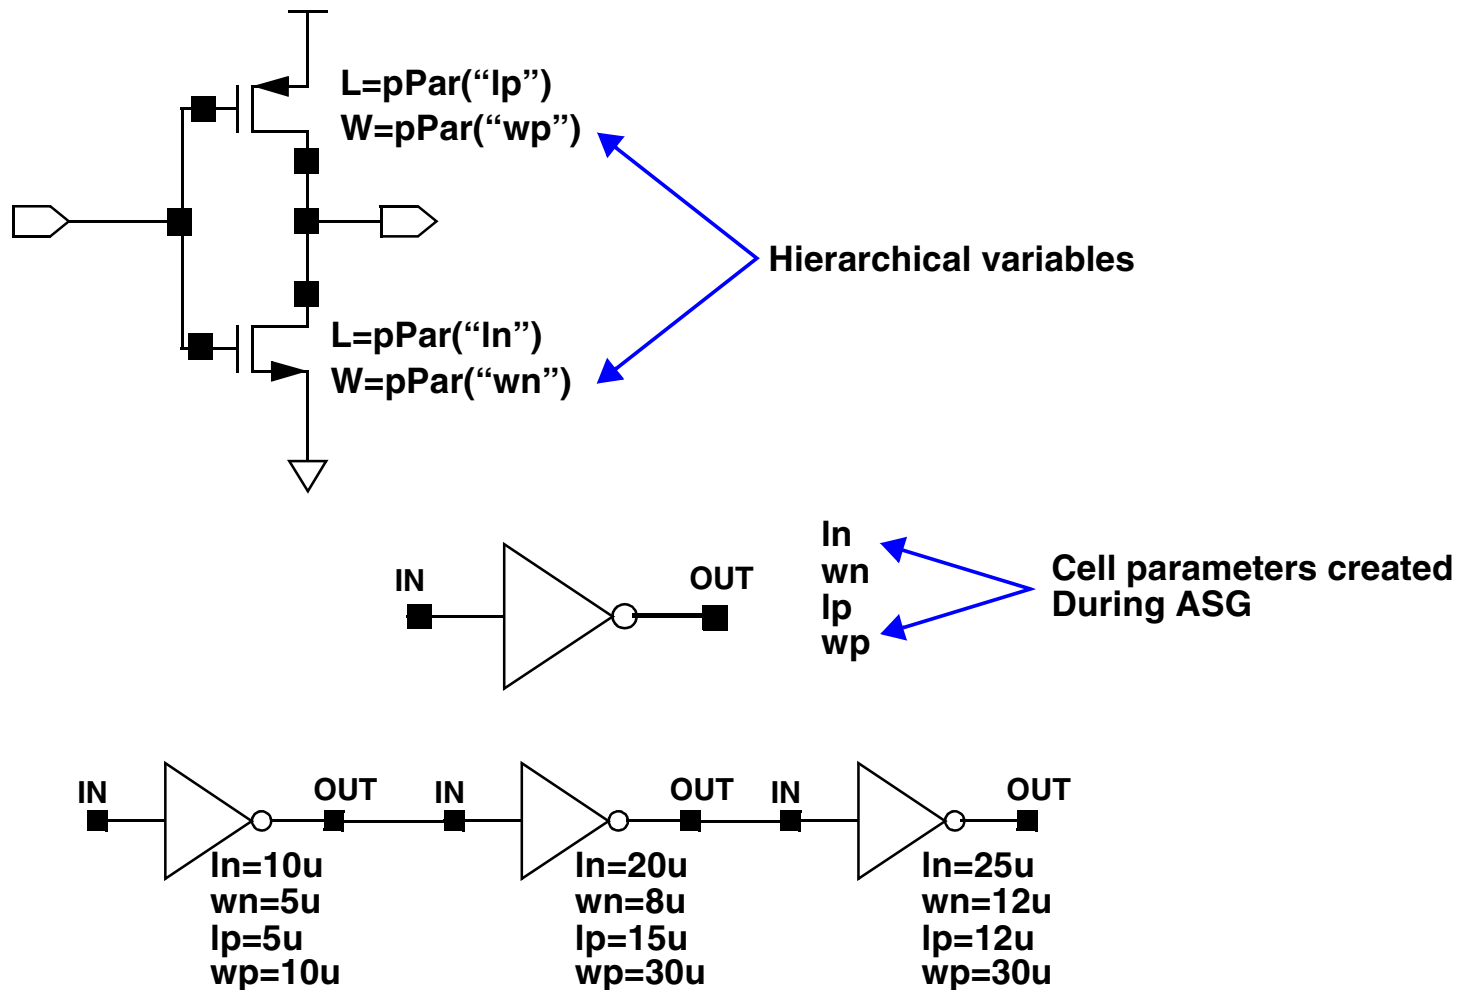 L=pPar(“lp”)
W=pPar(“wp”)
Hierarchical variables
L=pPar(“ln”)
W=pPar(“wn”)
IN
OUT
ln
wn
lp
wp
Cell parameters created
During ASG
IN
OUT
IN
OUT
IN
OUT
ln=10u
wn=5u
lp=5u
wp=10u
ln=20u
wn=8u
lp=15u
wp=30u
ln=25u
wn=12u
lp=12u
wp=30u